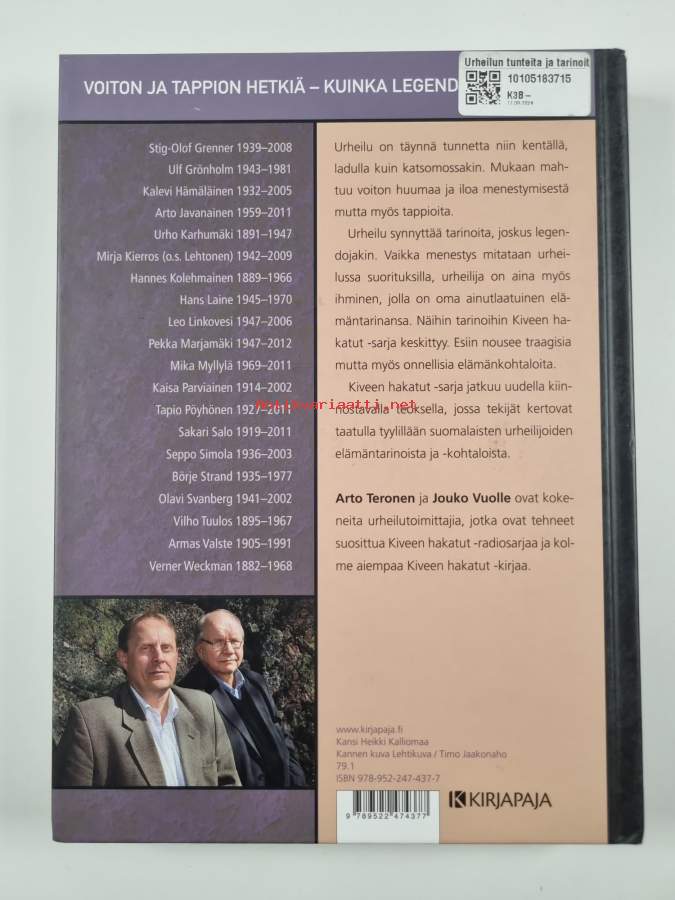 Urheilun tunteita ja tarinoit
10105183715
K3B –
VOITON JA TAPPION HETKIÄ – KUINKA LEGEND
Stig-Olof Grenner 1939–2008
Ulf Grönholm 1943–1981
Kalevi Hämäläinen 1932–2005
Arto Javanainen 1959–2011
Urho Karhumäki 1891–1947
Mirja Kierros (o.s. Lehtonen) 1942–2009
Hannes Kolehmainen 1889–1966
Hans Laine 1945–1970
Leo Linkovesi 1947–2006
Pekka Marjamäki 1947–2012
Mika Myllylä 1969–2011
Kaisa Parviainen 1914–2002
Tapio Pöyhönen 1927–2011
Sakari Salo 1919–2011
Seppo Simola 1936–2003
Börje Strand 1935–1977
Olavi Svanberg 1941–2002
Vilho Tuulos 1895–1967
Armas Valste 1905–1991
Verner Weckman 1882–1968
Urheilu on täynnä tunnetta niin kentällä,
ladulla kuin katsomossakin. Mukaan mah-
tuu voiton huumaa ja iloa menestymisestä
mutta myös tappioita.
Urheilu synnyttää tarinoita, joskus legen-
dojakin. Vaikka menestys mitataan urhei-
lussa suorituksilla, urheilija on aina myös
ihminen, jolla on oma ainutlaatuinen elä-
mäntarinansa. Näihin tarinoihin Kiveen ha-
katut -sarja keskittyy. Esiin nousee traagisia
mutta myös onnellisia elämänkohtaloita.
Kiveen hakatut -sarja jatkuu uudella kiin-
nostavalla teoksella, jossa tekijät kertovat
taatulla tyylillään suomalaisten urheilijoiden
elämäntarinoista ja -kohtaloista.
Arto Teronen ja Jouko Vuolle ovat koke-
neita urheilutoimittajia, jotka ovat tehneet
suosittua Kiveen hakatut -radiosarjaa ja kol-
me aiempaa Kiveen hakatut -kirjaa.
Antikvariaatti.net
www.kirjapaja.fi
Kansi Heikki Kalliomaa
Kannen kuva Lehtikuva / Timo Jaakonaho
79.1
ISBN 978-952-247-437-7
9 789522 474377
KIRJAPAJA